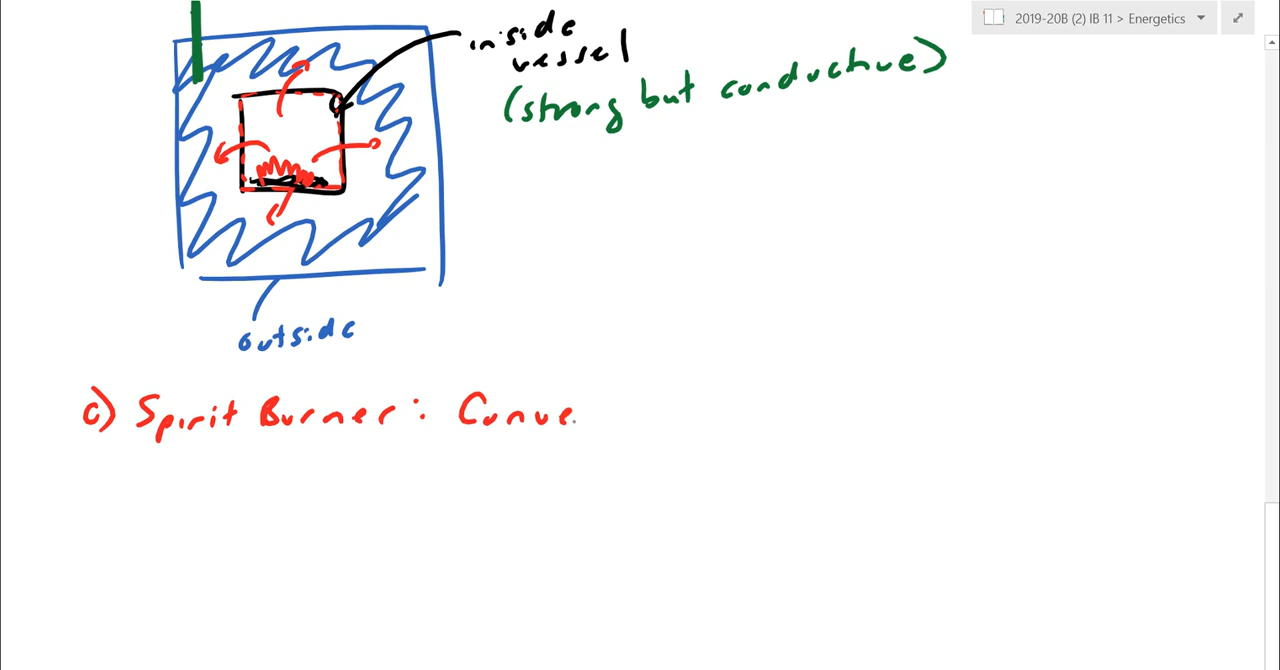 2019-20B (2) IB 11 > Energetics
inside
vessel
(strong but conductive)
outside
c) Spirit Burner: Conve